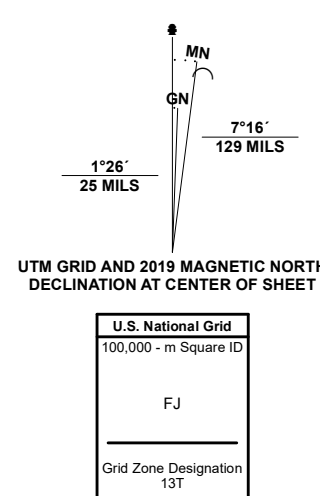 MN
GN
7°16´
129 MILS
1°26´
25 MILS
UTM GRID AND 2019 MAGNETIC NORTH
DECLINATION AT CENTER OF SHEET
U.S. National Grid
100,000 - m Square ID
FJ
Grid Zone Designation
13T